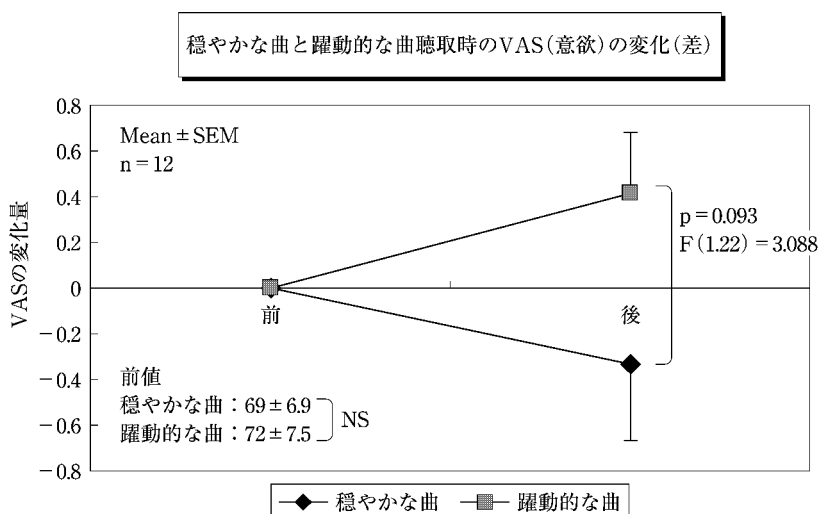 穏やかな曲と躍動的な曲聴取時のVAS(意欲)の変化(差)
0.8
0.6
0.4
0.2
0
−0.2
−0.4
−0.6
−0.8
VASの変化量
Mean ± SEM
n = 12
前
後
p = 0.093
F(1.22) = 3.088
前値
穏やかな曲：69 ± 6.9
躍動的な曲：72 ± 7.5
NS
穏やかな曲 躍動的な曲